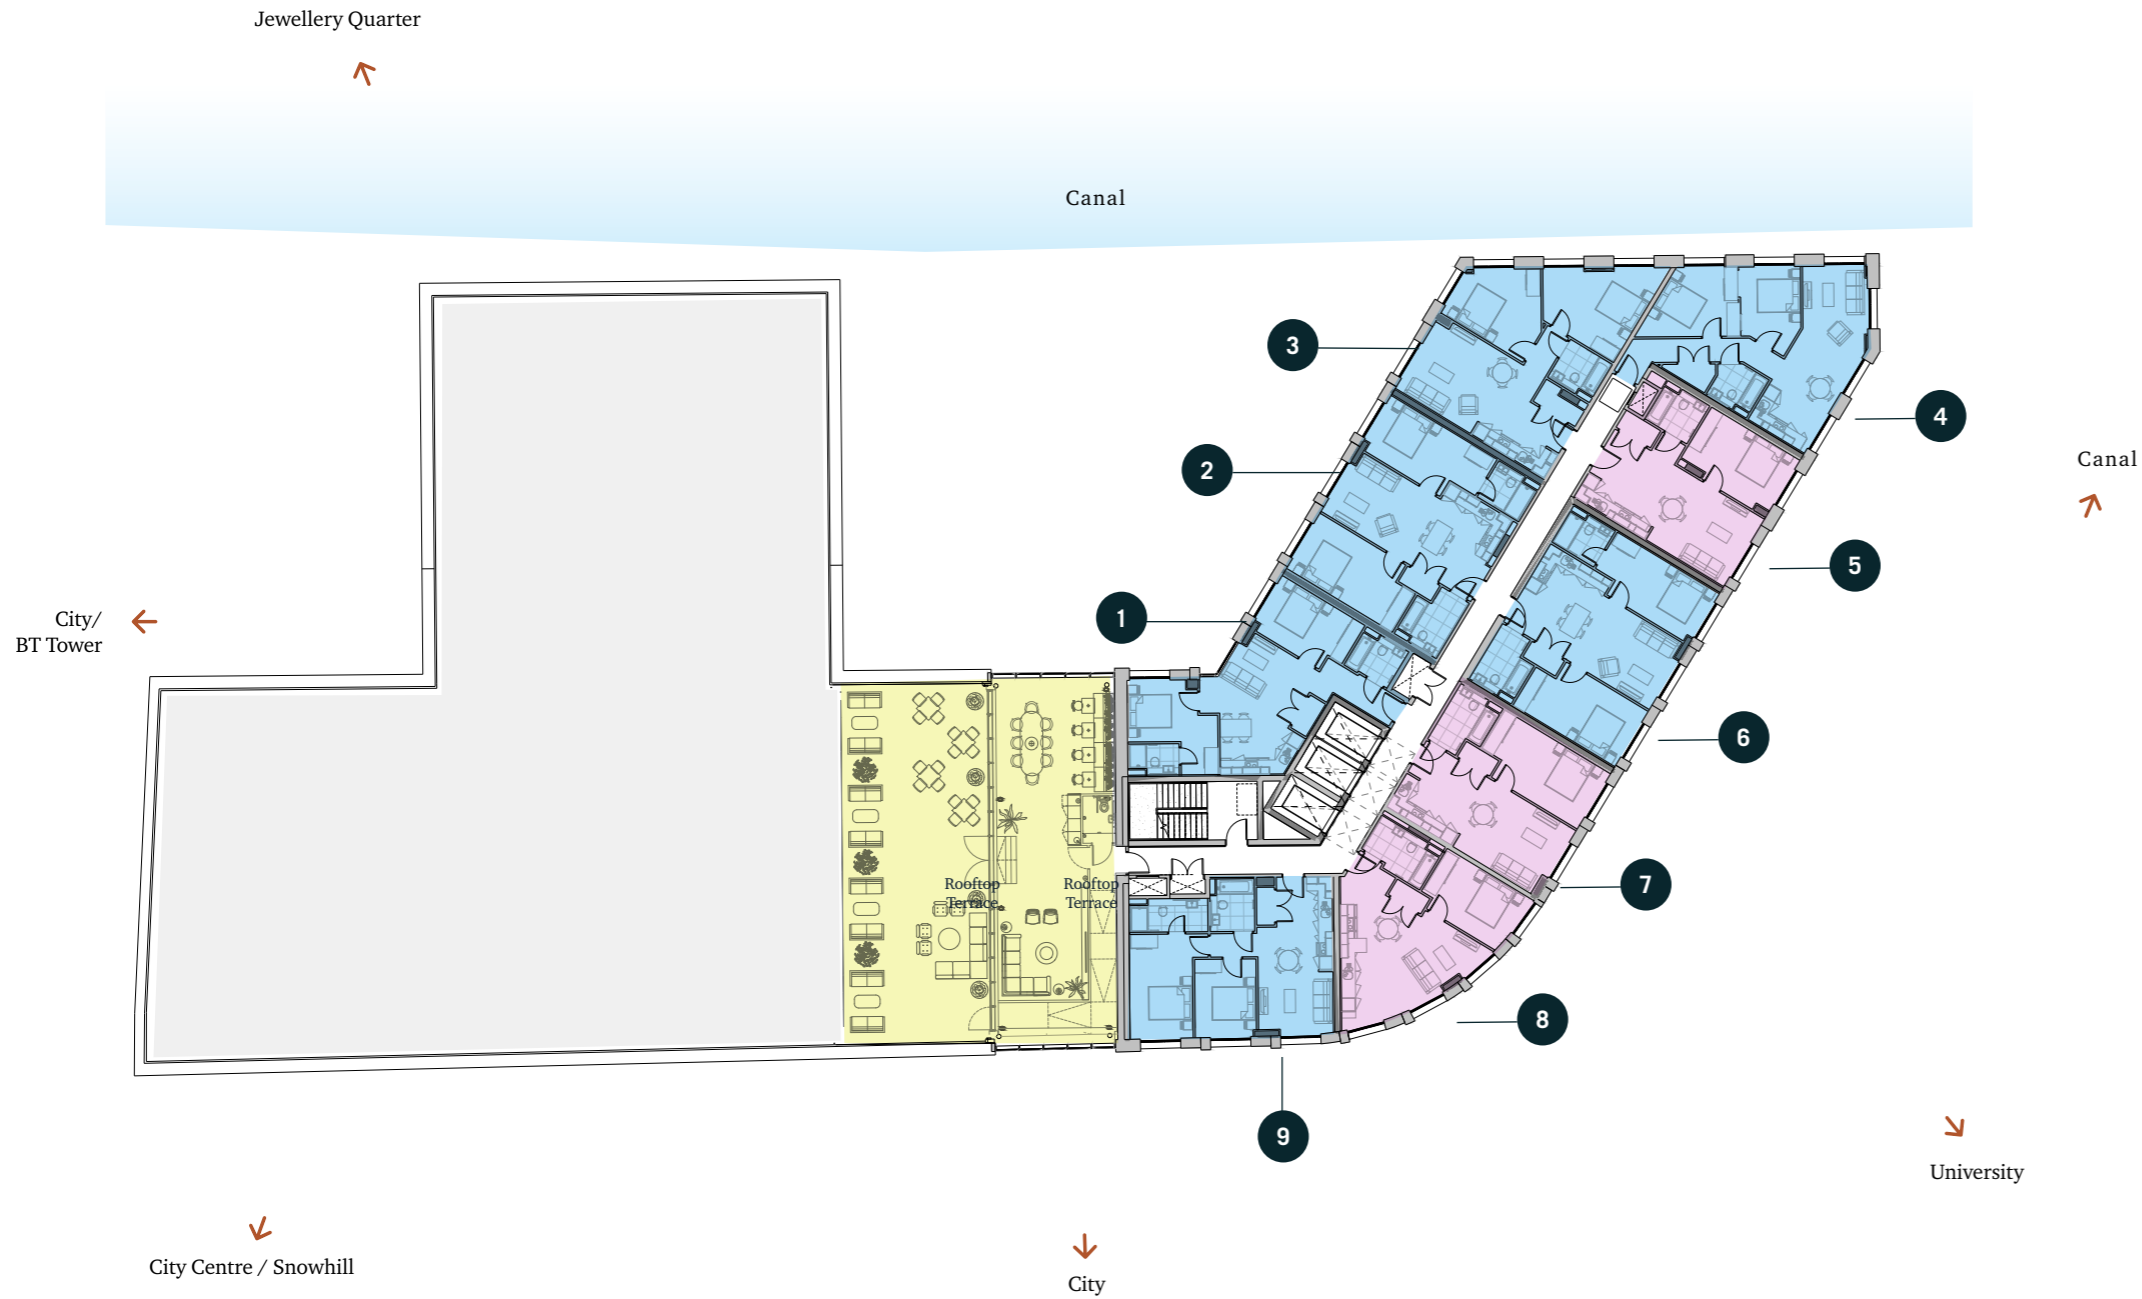 Jewellery Quarter
Canal
3
4
Canal
2
5
1
City/
BT Tower
6
Rooftop
Terrace
Rooftop
Terrace
7
8
9
University
City Centre / Snowhill
City